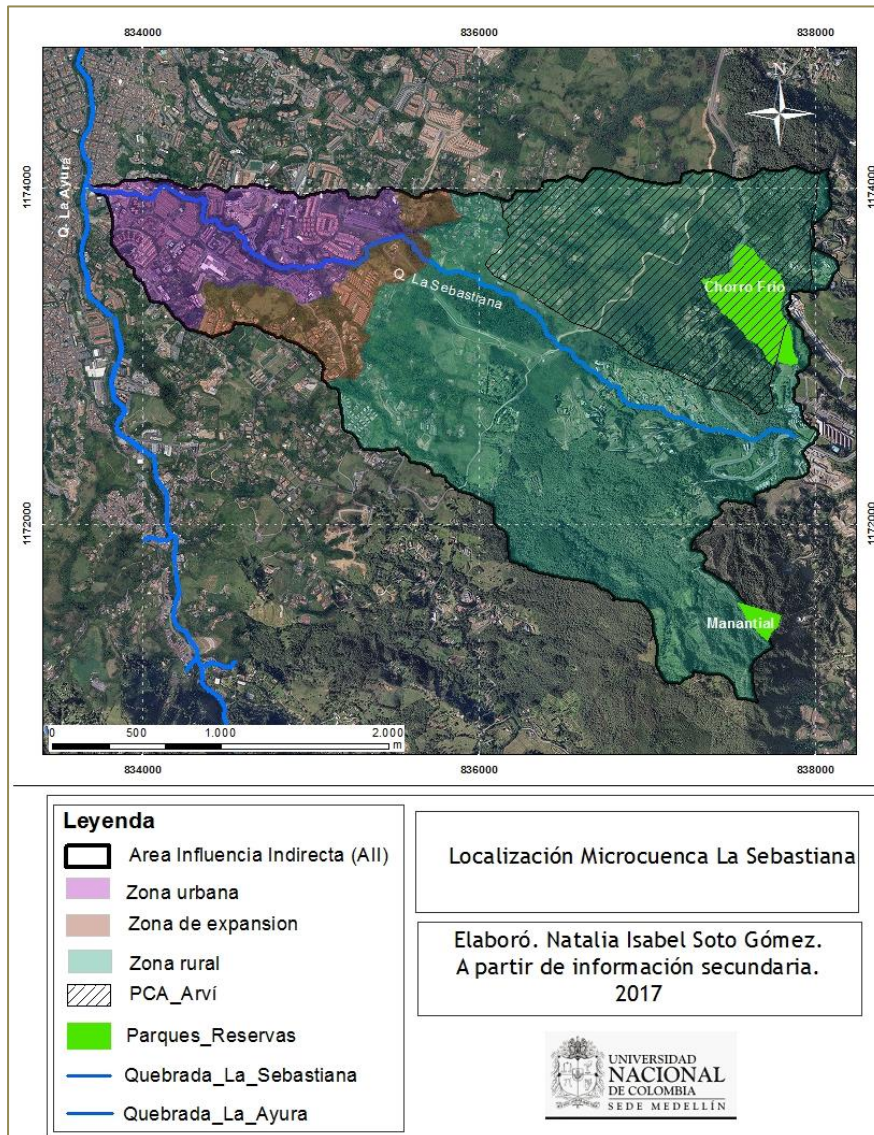 834000 836000 838000
1174000
1174000
N
Q. La Ayura
Q. La Sebastiana
Chorro Frio
1172000
1172000
Manantial
0 500 1.000 2.000
m
834000 836000 838000
Leyenda
Area Influencia Indirecta (AII)
Zona urbana
Zona de expansion
Zona rural
PCA_Arví
Parques_Reservas
Quebrada_La_Sebastiana
Quebrada_La_Ayura
Localización Microcuenca La Sebastiana
Elaboró. Natalia Isabel Soto Gómez.
A partir de información secundaria.
2017
UNIVERSIDAD
NACIONAL
DE COLOMBIA
SEDE MEDELLÍN